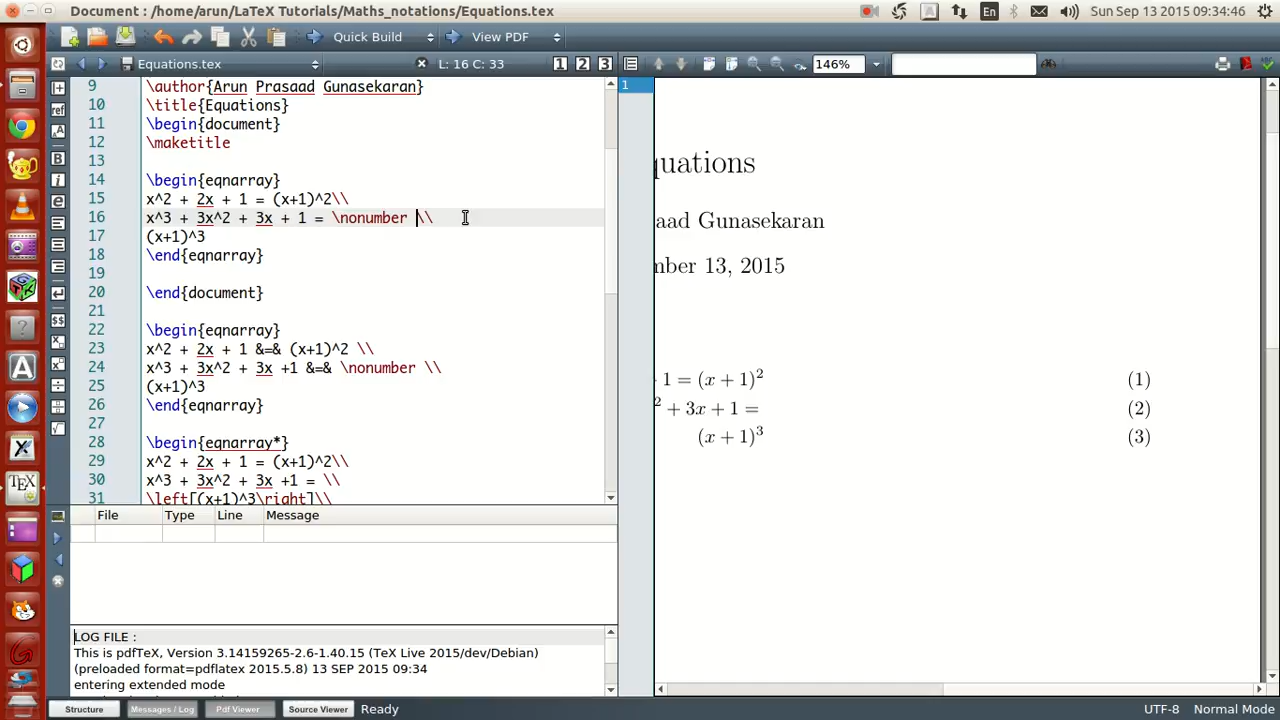 Document : /home/arun/LaTeX Tutorials/Maths_notations/Equations.tex
En
Sun Sep 13 2015 09:34:46
Quick Build
View PDF
Equations.tex
L: 16 C: 33
1 2 3
146%
9 \author{Arun Prasaad Gunasekaran}
10 \title{Equations}
11 \begin{document}
12 \maketitle
13
14 \begin{eqnarray}
15 x^2 + 2x + 1 = (x+1)^2\\
16 x^3 + 3x^2 + 3x + 1 = \nonumber \\
17 (x+1)^3
18 \end{eqnarray}
19
20 \end{document}
21
22 \begin{eqnarray}
23 x^2 + 2x + 1 &=& (x+1)^2 \\
24 x^3 + 3x^2 + 3x +1 &=& \nonumber \\
25 (x+1)^3
26 \end{eqnarray}
27
28 \begin{eqnarray*}
29 x^2 + 2x + 1 = (x+1)^2\\
30 x^3 + 3x^2 + 3x +1 = \\
31 \left[(x+1)^3\right]\\
1
quations
aad Gunasekaran
mber 13, 2015
1 = (x + 1)² (1)
² + 3x + 1 = (2)
(x + 1)³ (3)
File Type Line Message
LOG FILE :
This is pdfTeX, Version 3.14159265-2.6-1.40.15 (TeX Live 2015/dev/Debian)
(preloaded format=pdflatex 2015.5.8) 13 SEP 2015 09:34
entering extended mode
Structure
Messages / Log
Pdf Viewer
Source Viewer
Ready
UTF-8
Normal Mode